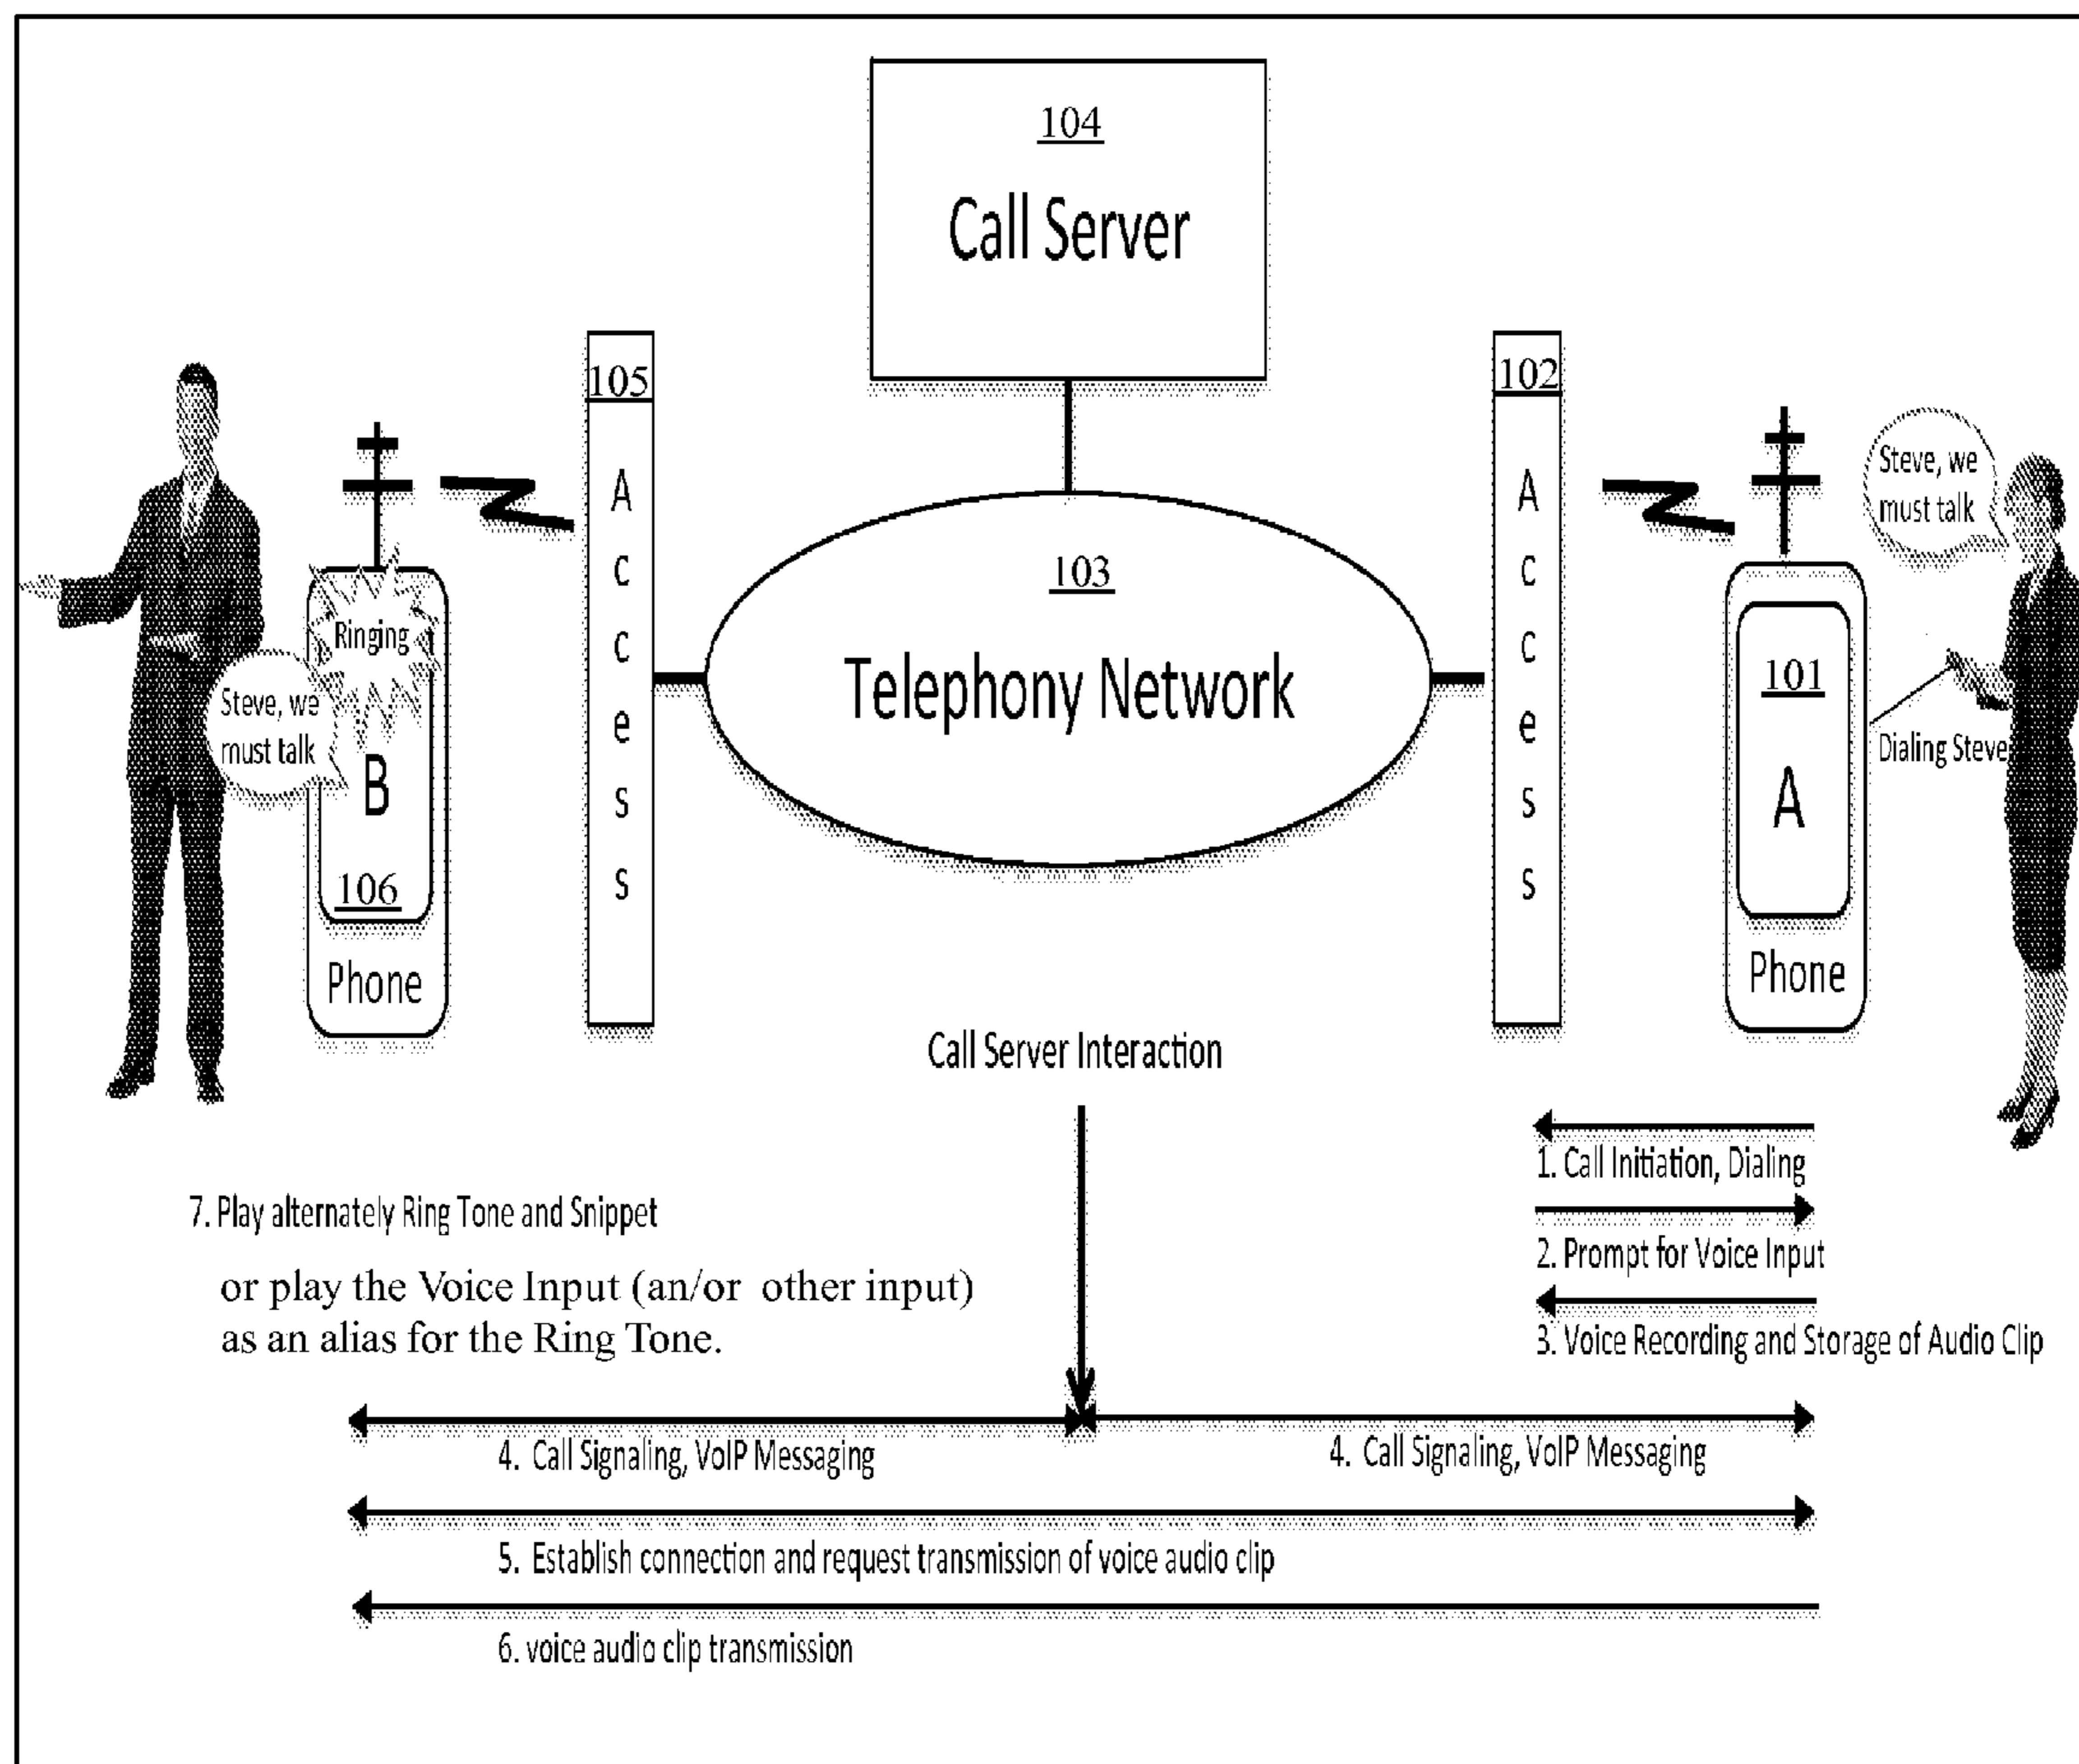 104
Call Server
105
102
Access
Access
Steve, we
must talk
103
Telephony Network
Ringing
Steve, we
must talk
B
106
Phone
101
A
Phone
Dialing Steve
Call Server Interaction
1. Call Initiation, Dialing
2. Prompt for Voice Input
3. Voice Recording and Storage of Audio Clip
7. Play alternately Ring Tone and Snippet
or play the Voice Input (an/or other input)
as an alias for the Ring Tone.
4. Call Signaling, VoIP Messaging
4. Call Signaling, VoIP Messaging
5. Establish connection and request transmission of voice audio clip
6. voice audio clip transmission